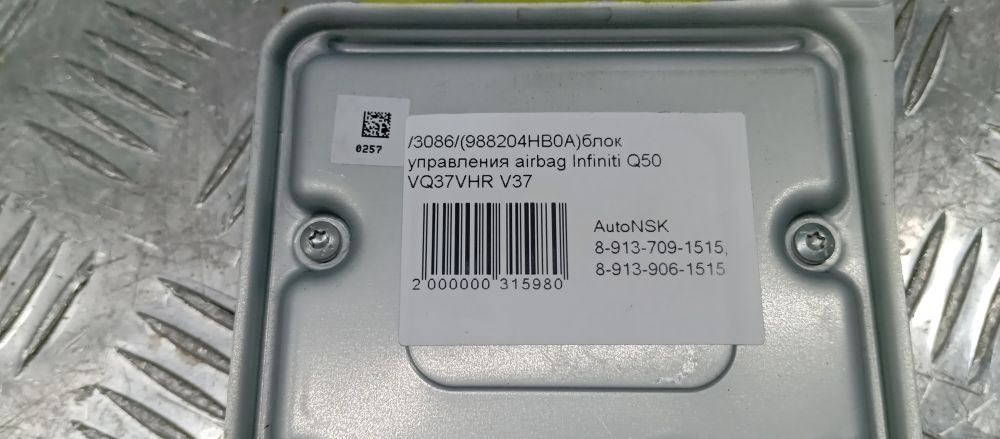 0257
/3086/(988204HB0A)блок
управления airbag Infiniti Q50
VQ37VHR V37
AutoNSK
8-913-709-1515,
8-913-906-1515
2 000000 315980